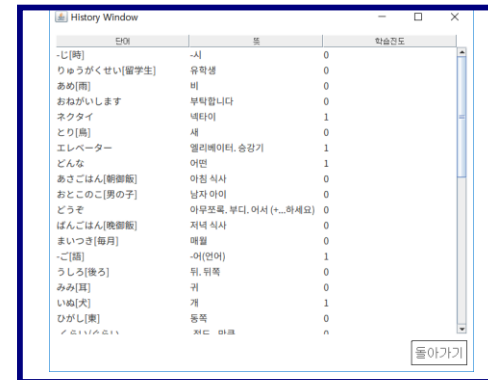 History Window
단어 뜻 학습진도
-じ[時] -시 0
りゅうがくせい[留学生] 유학생 0
あめ[雨] 비 0
おねがいします 부탁합니다 0
ネクタイ 넥타이 1
とり[鳥] 새 0
エレベーター 엘리베이터, 승강기 1
どんな 어떤 1
あさごはん[朝御飯] 아침 식사 0
おとこのこ[男の子] 남자 아이 0
どうぞ 아무쪼록, 부디, 어서 (+...하세요) 0
ばんごはん[晩御飯] 저녁 식사 0
まいつき[毎月] 매월 0
-ご[語] -어(언어) 1
うしろ[後ろ] 뒤, 뒤쪽 0
みみ[耳] 귀 0
いぬ[犬] 개 1
ひがし[東] 동쪽 0
돌아가기